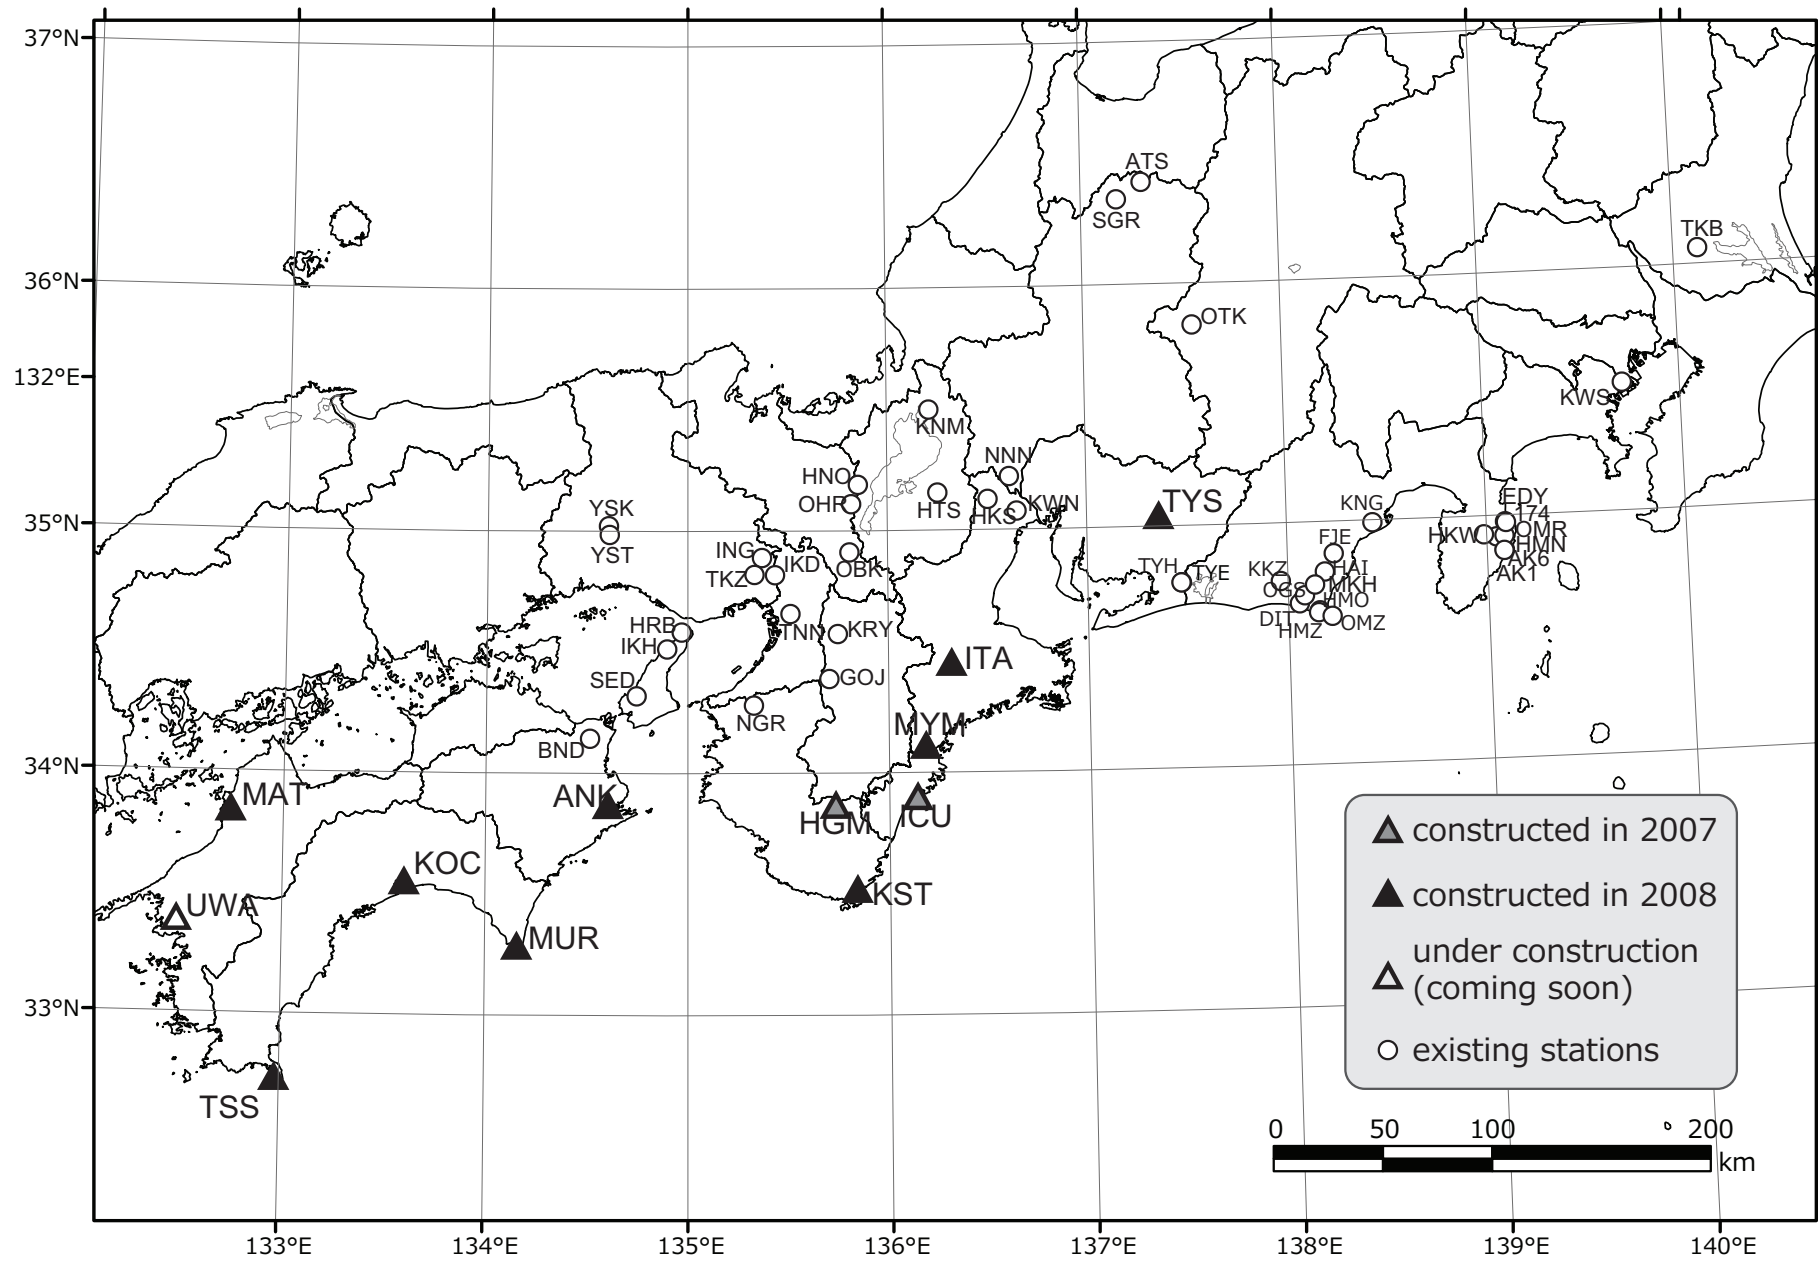 37°N
36°N
132°E
35°N
34°N
33°N
133°E
134°E
135°E
136°E
137°E
138°E
139°E
140°E
ATS
SGR
TKB
OTK
KWS
KNM
NNN
HNO
OHR
HTS
HKS
KWN
TYS
YSK
YST
ING
TKZ
IKD
OBK
KNG
EDY
174
HKW
OMR
HMN
AK6
AK1
FJE
HAI
KKZ
MKH
OGS
HMO
DIT
HMZ
OMZ
TYH
TYE
HRB
IKH
TNN
KRY
ITA
SED
GOJ
NGR
MYM
BND
MAT
ANK
HGM
ICU
KOC
KST
UWA
MUR
TSS
constructed in 2007
constructed in 2008
under construction
(coming soon)
existing stations
0 50 100 200
km